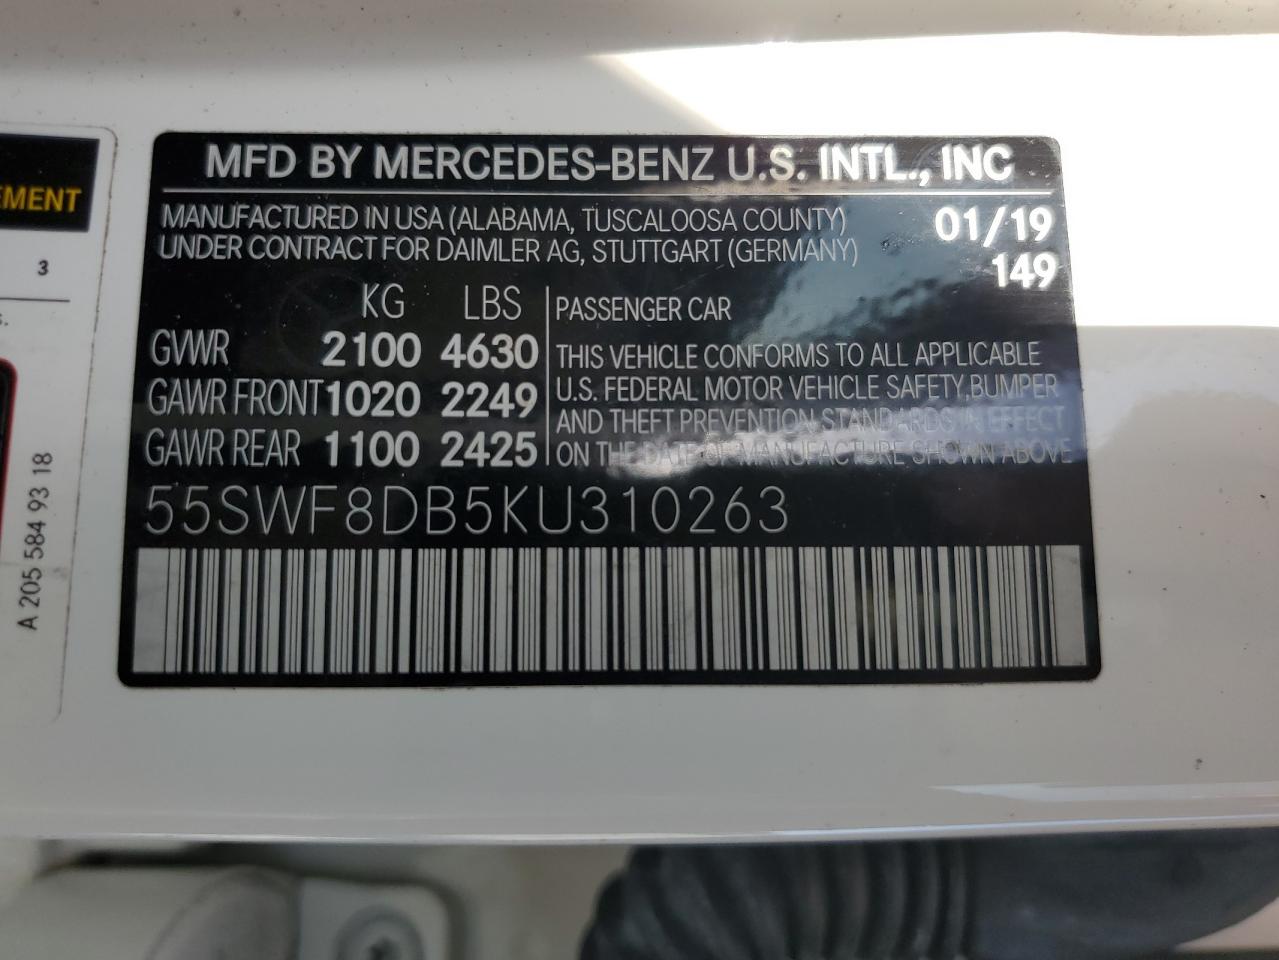 MFD BY MERCEDES-BENZ U.S. INTL., INC
MANUFACTURED IN USA (ALABAMA, TUSCALOOSA COUNTY) 01/19
UNDER CONTRACT FOR DAIMLER AG, STUTTGART (GERMANY) 149
KG LBS
GVWR 2100 4630
GAWR FRONT 1020 2249
GAWR REAR 1100 2425
PASSENGER CAR
THIS VEHICLE CONFORMS TO ALL APPLICABLE
U.S. FEDERAL MOTOR VEHICLE SAFETY, BUMPER
AND THEFT PREVENTION STANDARDS IN EFFECT
ON THE DATE OF MANUFACTURE SHOWN ABOVE
55SWF8DB5KU310263
3
A 205 584 93 18